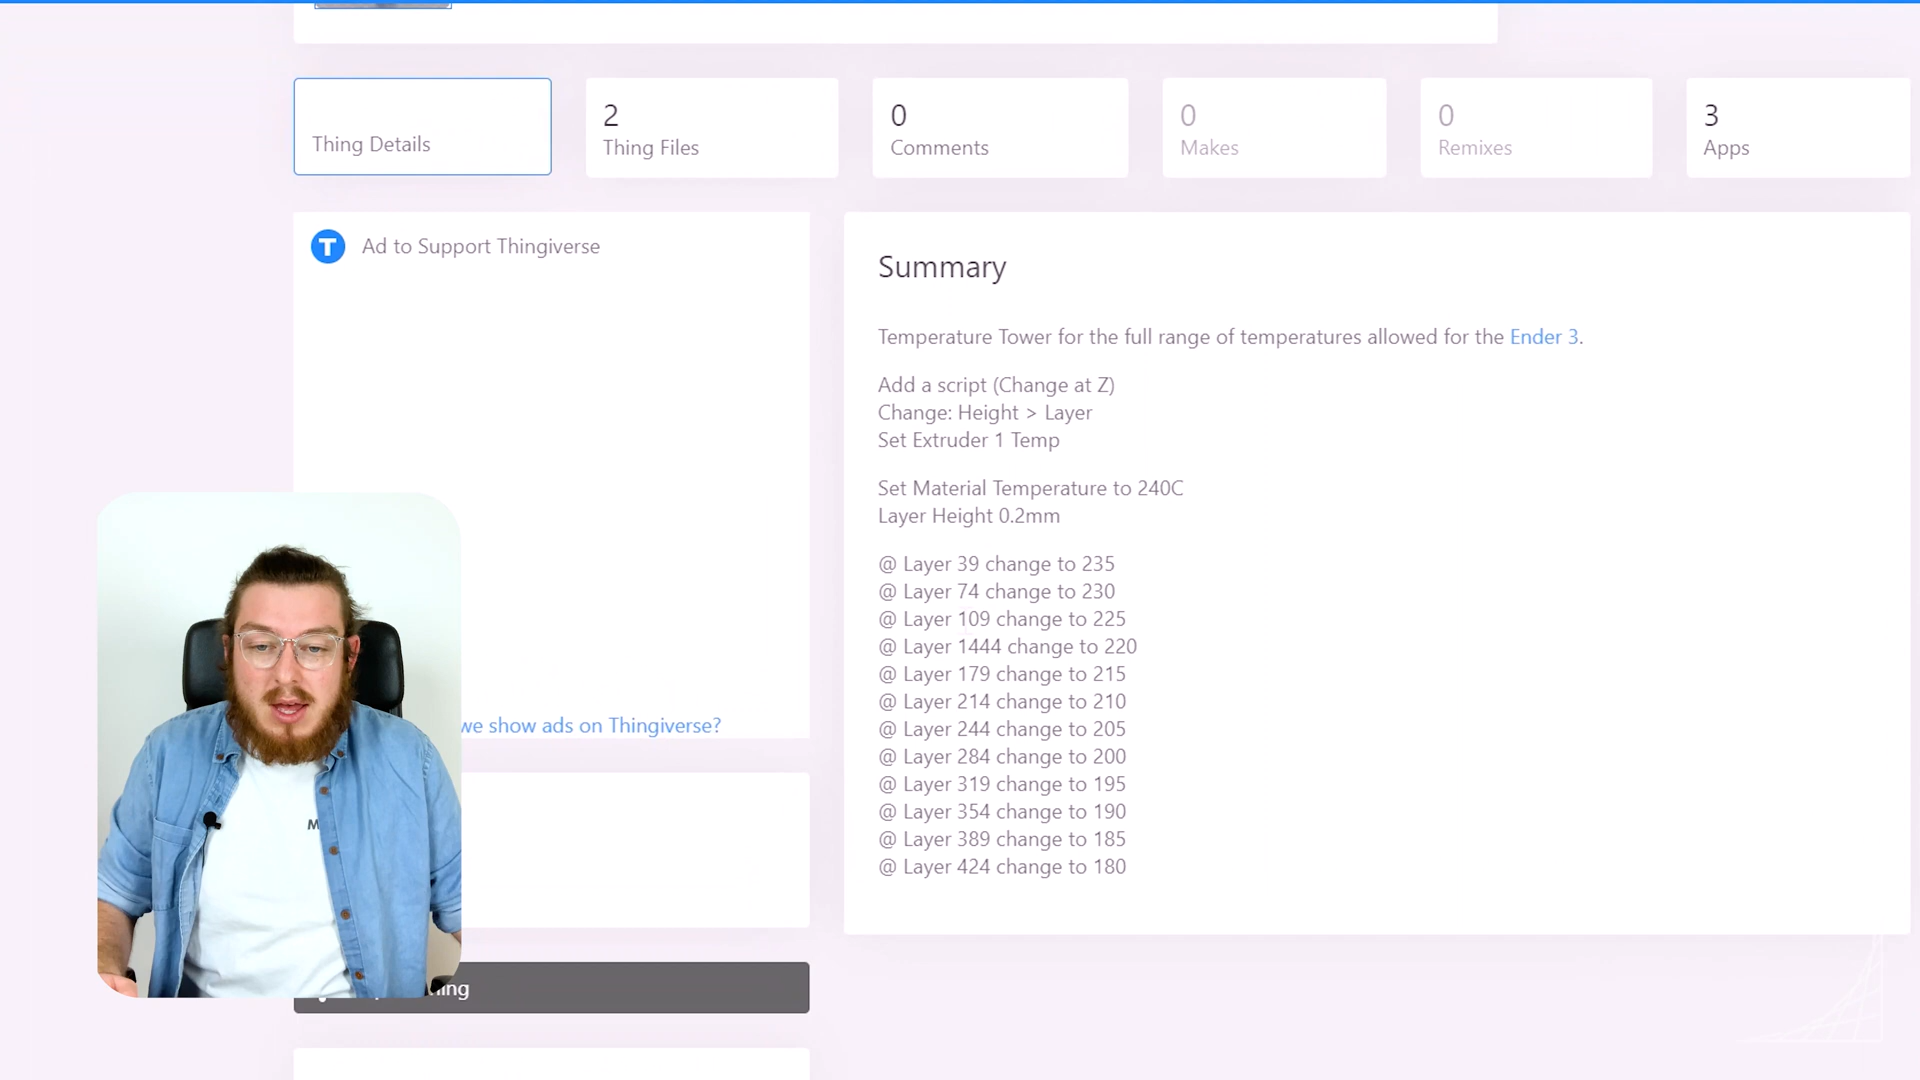 Thing Details
2
Thing Files
0
Comments
0
Makes
0
Remixes
3
Apps
T
Ad to Support Thingiverse
we show ads on Thingiverse?
Summary
Temperature Tower for the full range of temperatures allowed for the Ender 3.
Add a script (Change at Z)
Change: Height > Layer
Set Extruder 1 Temp
Set Material Temperature to 240C
Layer Height 0.2mm
@ Layer 39 change to 235
@ Layer 74 change to 230
@ Layer 109 change to 225
@ Layer 1444 change to 220
@ Layer 179 change to 215
@ Layer 214 change to 210
@ Layer 244 change to 205
@ Layer 284 change to 200
@ Layer 319 change to 195
@ Layer 354 change to 190
@ Layer 389 change to 185
@ Layer 424 change to 180